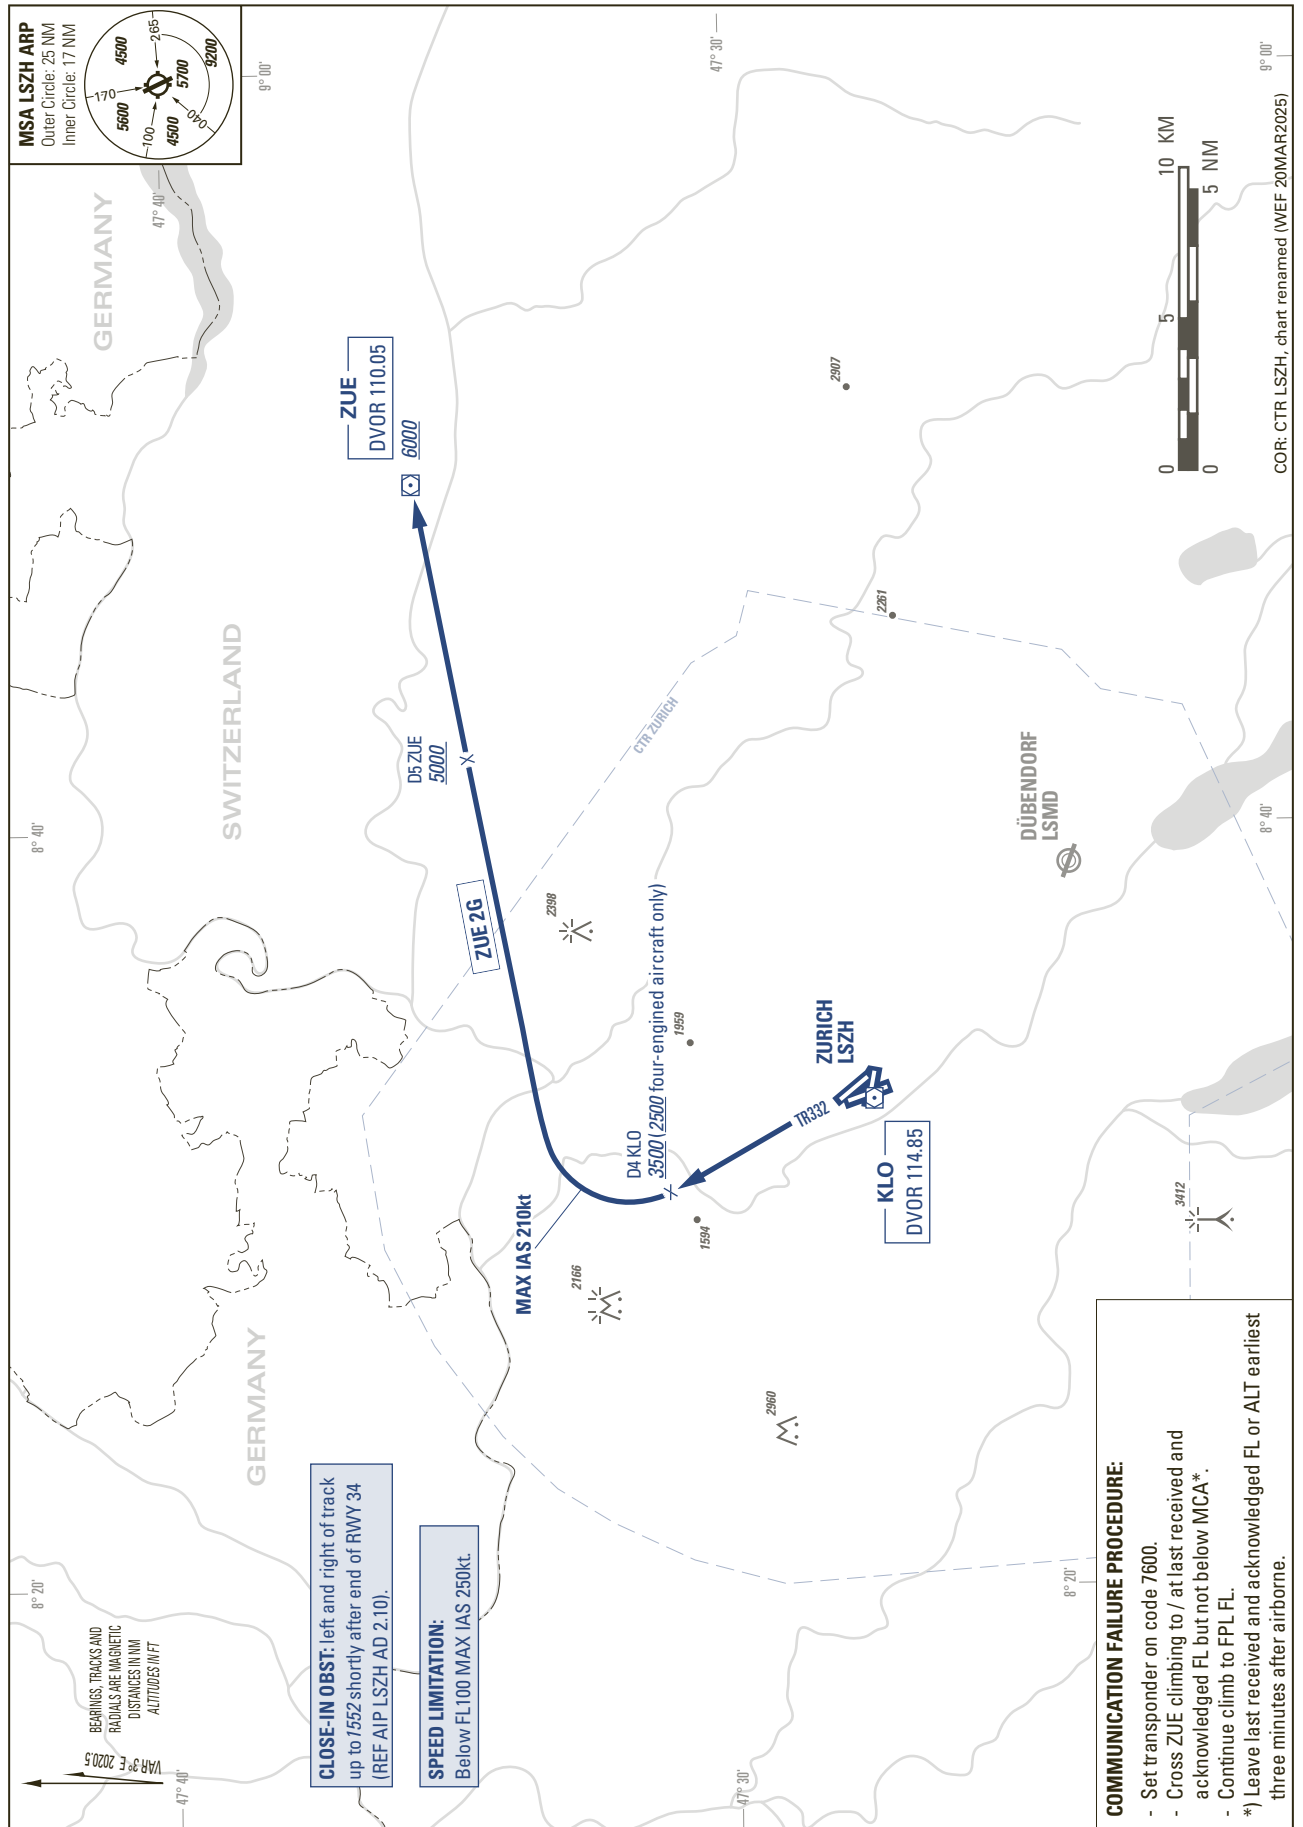 MSA LSZH ARP
Outer Circle: 25 NM
Inner Circle: 17 NM
170
4500
265
5600
5700
9200
100
4500
040
9° 00'
47° 30'
9° 00'
47° 40'
GERMANY
10 KM
5
0
5 NM
0
COR: CTR LSZH, chart renamed (WEF 20MAR2025)
ZUE
DVOR 110.05
6000
2907
SWITZERLAND
2261
CTR ZURICH
D5 ZUE
5000
8° 40'
DÜBENDORF
LSMD
8° 40'
ZUE 2G
2398
D4 KLO
3500 (2500 four-engined aircraft only)
1959
ZURICH
LSZH
TR332
KLO
DVOR 114.85
MAX IAS 210kt
1594
2166
3412
2960
GERMANY
8° 20'
8° 20'
BEARINGS, TRACKS AND
RADIALS ARE MAGNETIC
DISTANCES IN NM
ALTITUDES IN FT
VAR 3° E 2020.5
47° 40'
47° 30'
CLOSE-IN OBST: left and right of track
up to 1552 shortly after end of RWY 34
(REF AIP LSZH AD 2.10).
SPEED LIMITATION:
Below FL100 MAX IAS 250kt.
COMMUNICATION FAILURE PROCEDURE:
- Set transponder on code 7600.
- Cross ZUE climbing to / at last received and
acknowledged FL but not below MCA*.
- Continue climb to FPL FL.
*) Leave last received and acknowledged FL or ALT earliest
three minutes after airborne.